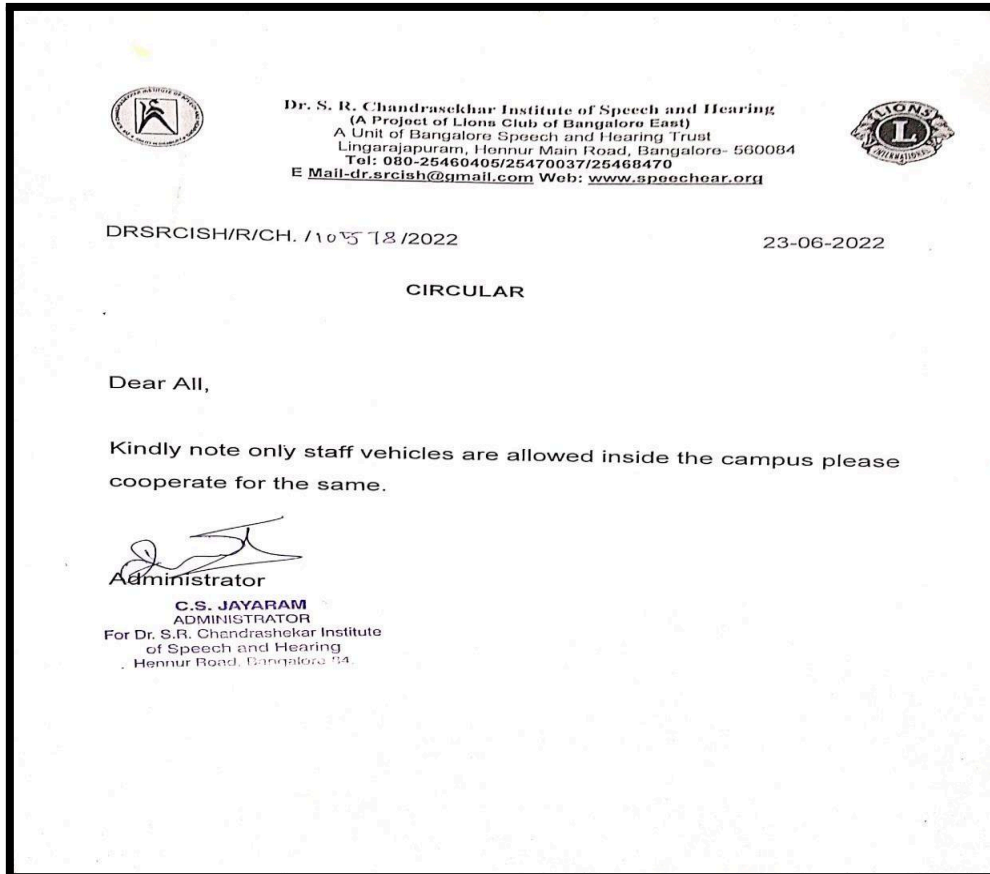 Dr. S. R. Chandrasekhar Institute of Speech and Hearing
(A Project of Lions Club of Bangalore East)
A Unit of Bangalore Speech and Hearing Trust
Lingarajapuram, Hennur Main Road, Bangalore- 560084
Tel: 080-25460405/25470037/25468470
E Mail-dr.srcish@gmail.com Web: www.speechear.org
LIONS
L
INTERNATIONAL
DRSRCISH/R/CH. / /2022
23-06-2022
CIRCULAR
Dear All,
Kindly note only staff vehicles are allowed inside the campus please
cooperate for the same.
Administrator
C.S. JAYARAM
ADMINISTRATOR
For Dr. S.R. Chandrashekar Institute
of Speech and Hearing
Hennur Road, Bangalore 84.